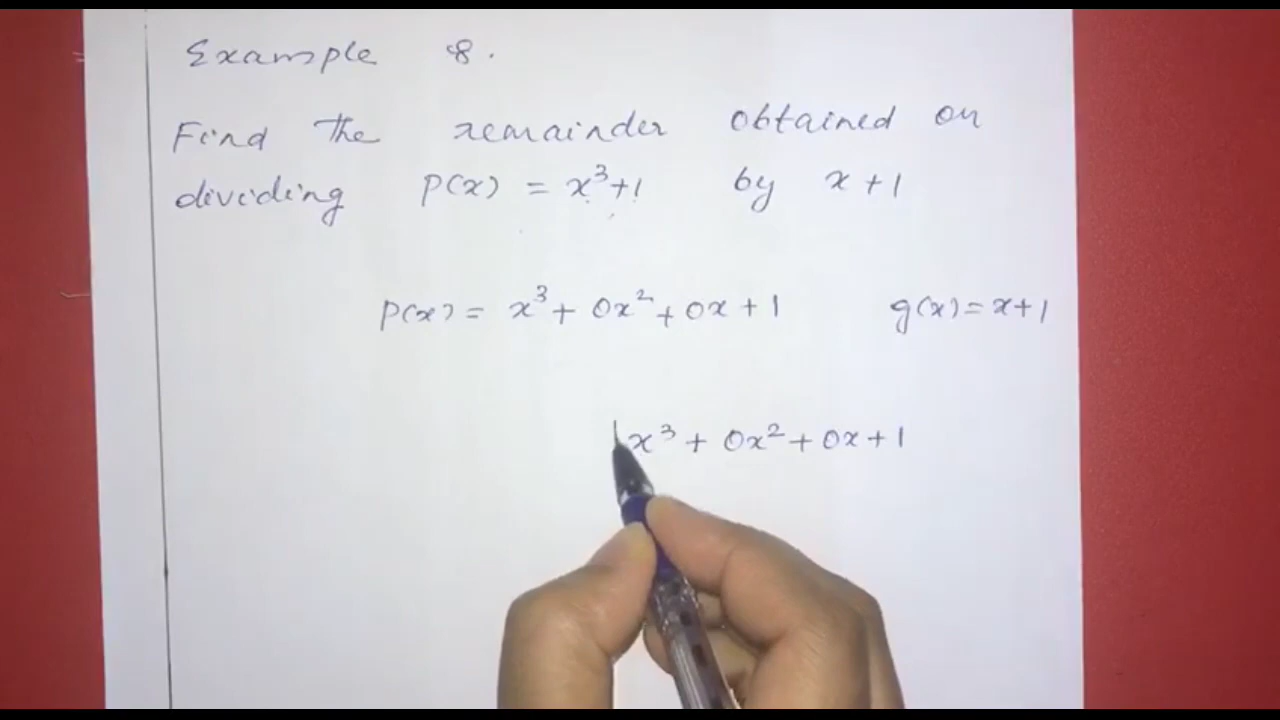 Example 8.
Find the remainder obtained on
dividing p(x) = x³+1 by x+1
p(x) = x³ + 0x² + 0x + 1 g(x) = x+1
x³ + 0x² + 0x + 1